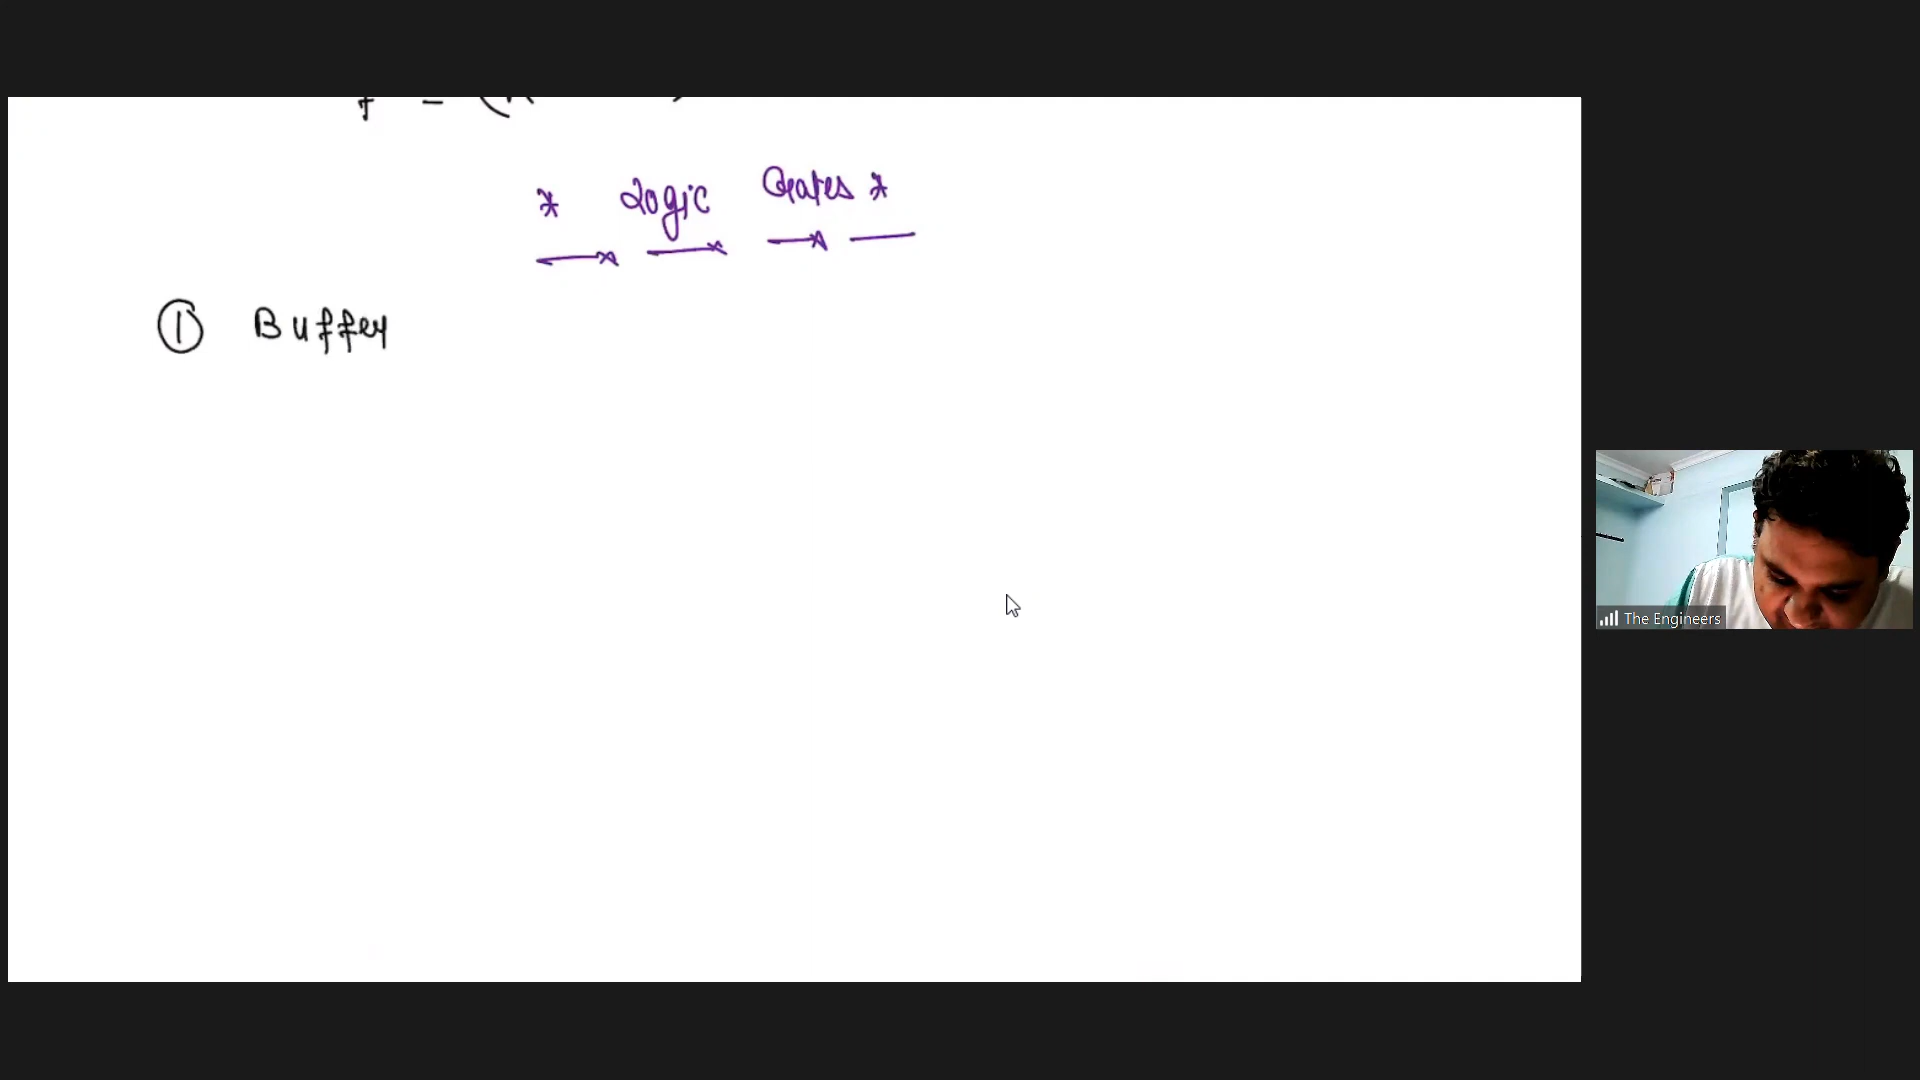 * Logic Gates *
① Buffer
The Engineers